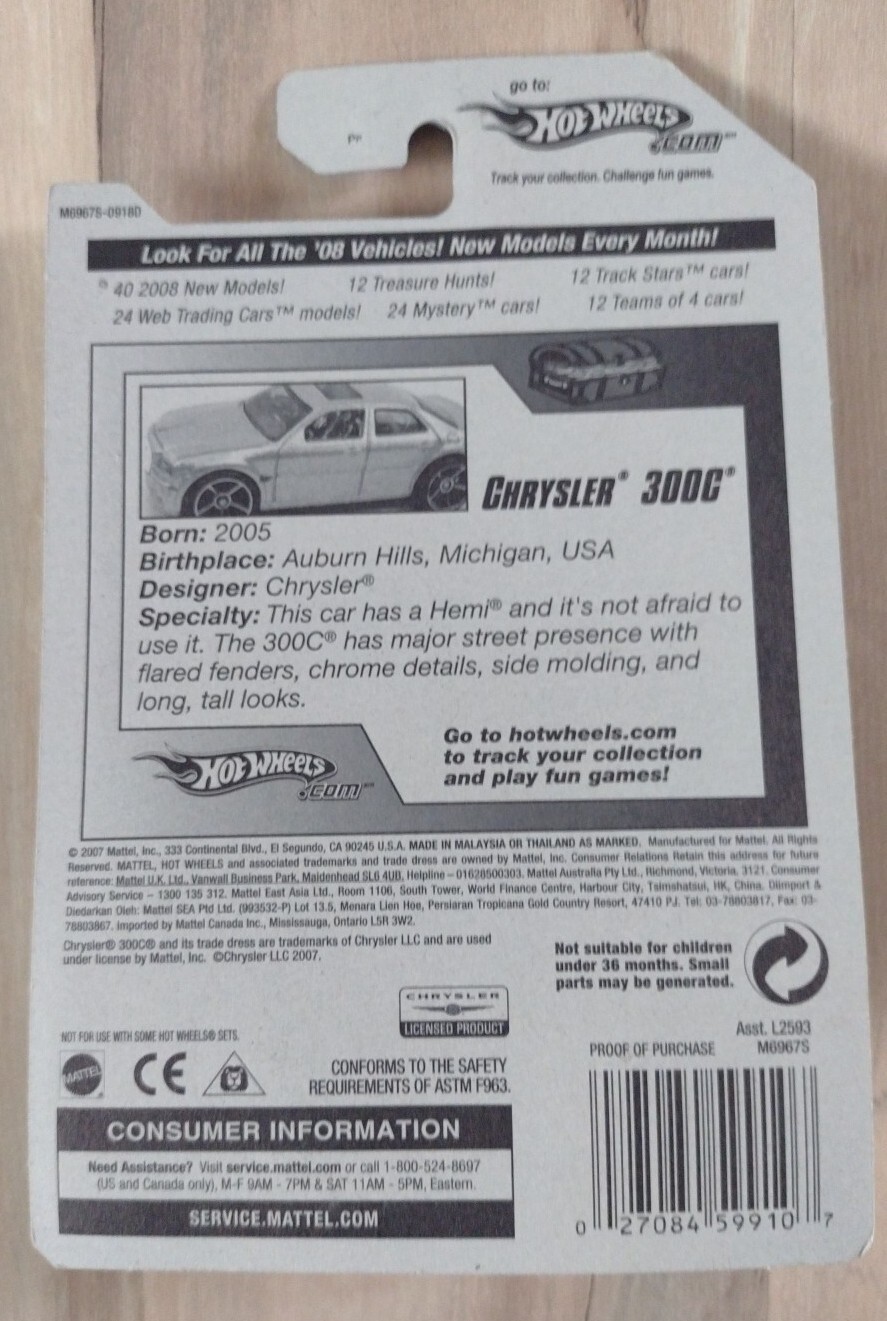 go to:
HOT WHEELS
.com™
PP
Track your collection. Challenge fun games.
M6967S-0918D
Look For All The '08 Vehicles! New Models Every Month!
40 2008 New Models! 12 Treasure Hunts! 12 Track Stars™ cars!
24 Web Trading Cars™ models! 24 Mystery™ cars! 12 Teams of 4 cars!
CHRYSLER® 300C®
Born: 2005
Birthplace: Auburn Hills, Michigan, USA
Designer: Chrysler®
Specialty: This car has a Hemi® and it's not afraid to
use it. The 300C® has major street presence with
flared fenders, chrome details, side molding, and
long, tall looks.
HOT WHEELS
.com™
Go to hotwheels.com
to track your collection
and play fun games!
© 2007 Mattel, Inc., 333 Continental Blvd., El Segundo, CA 90245 U.S.A. MADE IN MALAYSIA OR THAILAND AS MARKED. Manufactured for Mattel. All Rights
Reserved. MATTEL, HOT WHEELS and associated trademarks and trade dress are owned by Mattel, Inc. Consumer Relations Retain this address for future
reference: Mattel U.K. Ltd., Vanwall Business Park, Maidenhead SL6 4UB. Helpline – 01628500303. Mattel Australia Pty Ltd., Richmond, Victoria. 3121. Consumer
Advisory Service – 1300 135 312. Mattel East Asia Ltd., Room 1106, South Tower, World Finance Centre, Harbour City, Tsimshatsui, HK, China. Diimport &
Diedarkan Oleh: Mattel SEA Ptd Ltd. (993532-P) Lot 13.5, Menara Lien Hoe, Persiaran Tropicana Gold Country Resort, 47410 PJ. Tel: 03-78803817, Fax: 03-
78803867. Imported by Mattel Canada Inc., Mississauga, Ontario L5R 3W2.
Chrysler® 300C® and its trade dress are trademarks of Chrysler LLC and are used
under license by Mattel, Inc. ©Chrysler LLC 2007.
Not suitable for children
under 36 months. Small
parts may be generated.
CHRYSLER
LICENSED PRODUCT
NOT FOR USE WITH SOME HOT WHEELS® SETS.
Asst. L2593
PROOF OF PURCHASE M6967S
MATTEL CE
CONFORMS TO THE SAFETY
REQUIREMENTS OF ASTM F963.
CONSUMER INFORMATION
Need Assistance? Visit service.mattel.com or call 1-800-524-8697
(US and Canada only), M-F 9AM - 7PM & SAT 11AM - 5PM, Eastern.
SERVICE.MATTEL.COM
0 27084 59910 7